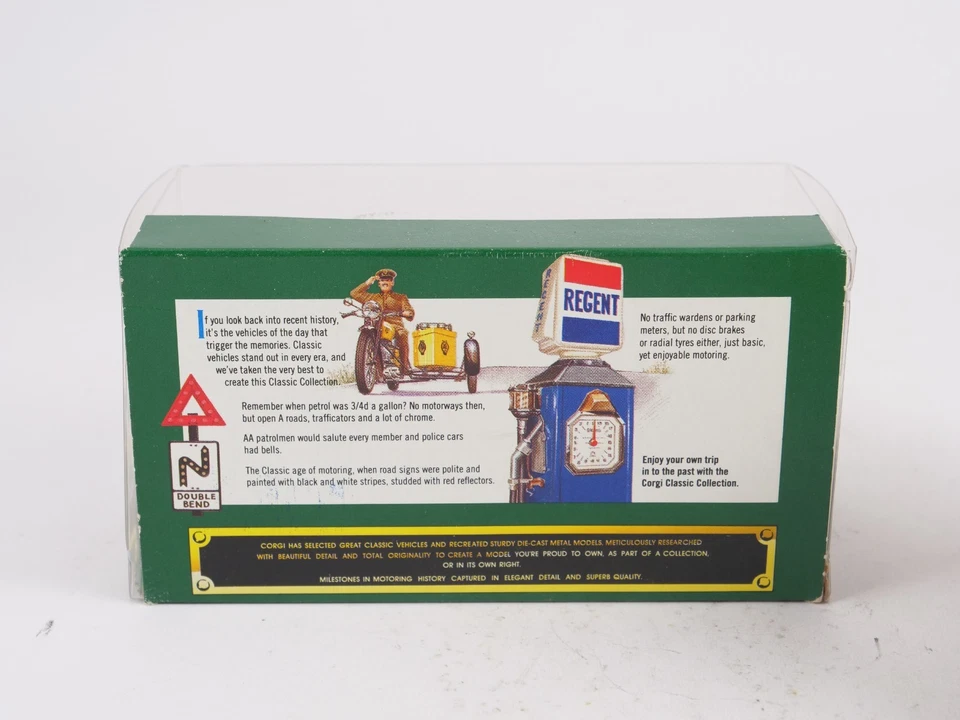 If you look back into recent history,
it's the vehicles of the day that
trigger the memories. Classic
vehicles stand out in every era, and
we've taken the very best to
create this Classic Collection.
Remember when petrol was 3/4d a gallon? No motorways then,
but open A roads, trafficators and a lot of chrome.
AA patrolmen would salute every member and police cars
had bells.
The Classic age of motoring, when road signs were polite and
painted with black and white stripes, studded with red reflectors.
DOUBLE
BEND
REGENT
REGENT
No traffic wardens or parking
meters, but no disc brakes
or radial tyres either, just basic,
yet enjoyable motoring.
Enjoy your own trip
in to the past with the
Corgi Classic Collection.
CORGI HAS SELECTED GREAT CLASSIC VEHICLES AND RECREATED STURDY DIE-CAST METAL MODELS. METICULOUSLY RESEARCHED
WITH BEAUTIFUL DETAIL AND TOTAL ORIGINALITY TO CREATE A MODEL YOU'RE PROUD TO OWN, AS PART OF A COLLECTION,
OR IN ITS OWN RIGHT.
MILESTONES IN MOTORING HISTORY CAPTURED IN ELEGANT DETAIL AND SUPERB QUALITY.